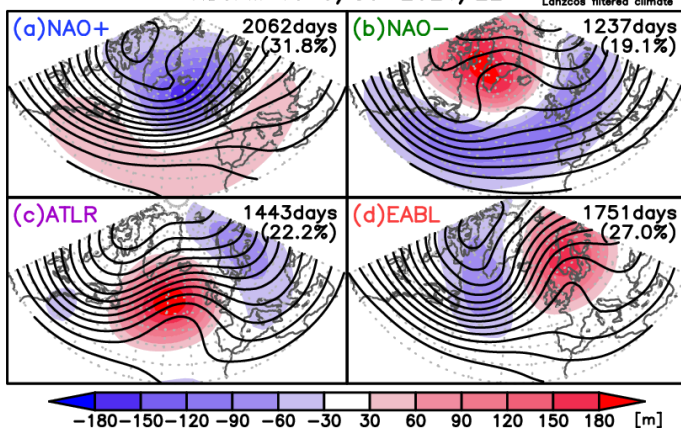 Lanzcos filtered climate
(a)NAO+ 2062days
(31.8%)
(b)NAO− 1237days
(19.1%)
(c)ATLR 1443days
(22.2%)
(d)EABL 1751days
(27.0%)
−180−150−120 −90 −60 −30 30 60 90 120 150 180 [m]